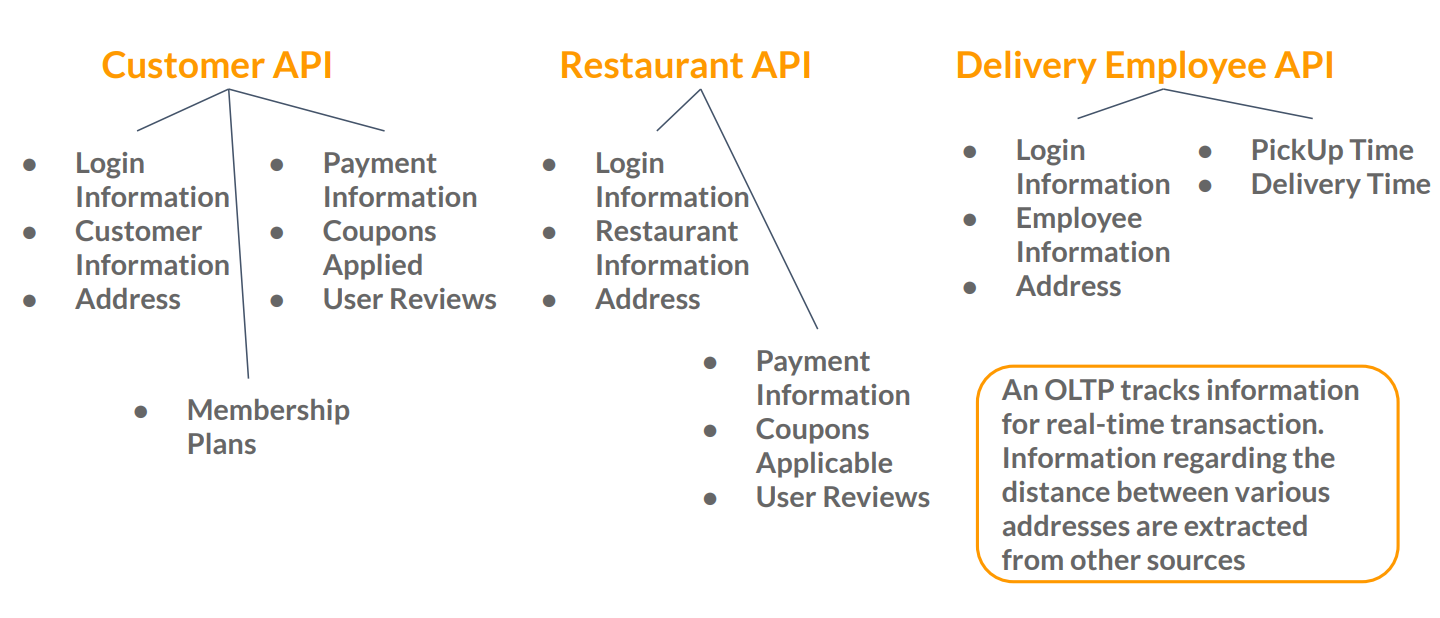 Customer API
● Login
Information
● Customer
Information
● Address
● Payment
Information
● Coupons
Applied
● User Reviews
● Membership
Plans
Restaurant API
● Login
Information
● Restaurant
Information
● Address
● Payment
Information
● Coupons
Applicable
● User Reviews
Delivery Employee API
● Login
Information
● Employee
Information
● Address
● PickUp Time
● Delivery Time
An OLTP tracks information
for real-time transaction.
Information regarding the
distance between various
addresses are extracted
from other sources